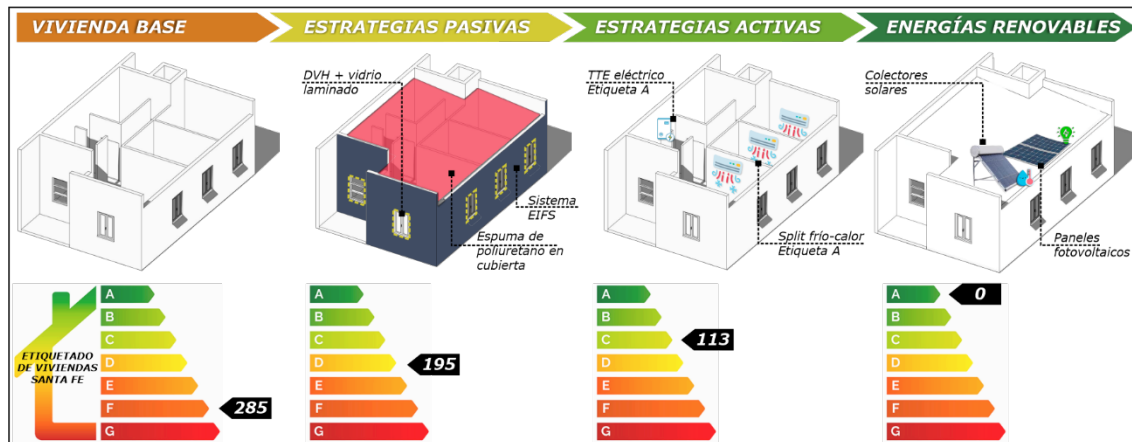 VIVIENDA BASE
ESTRATEGIAS PASIVAS
ESTRATEGIAS ACTIVAS
ENERGÍAS RENOVABLES
DVH + vidrio
laminado
Sistema
EIFS
Espuma de
poliuretano en
cubierta
TTE eléctrico
Etiqueta A
Split frío-calor
Etiqueta A
Colectores
solares
Paneles
fotovoltaicos
ETIQUETADO
DE VIVIENDAS
SANTA FE
A
B
C
D
E
F
285
G
A
B
C
D
195
E
F
G
A
B
C
113
D
E
F
G
A
0
B
C
D
E
F
G